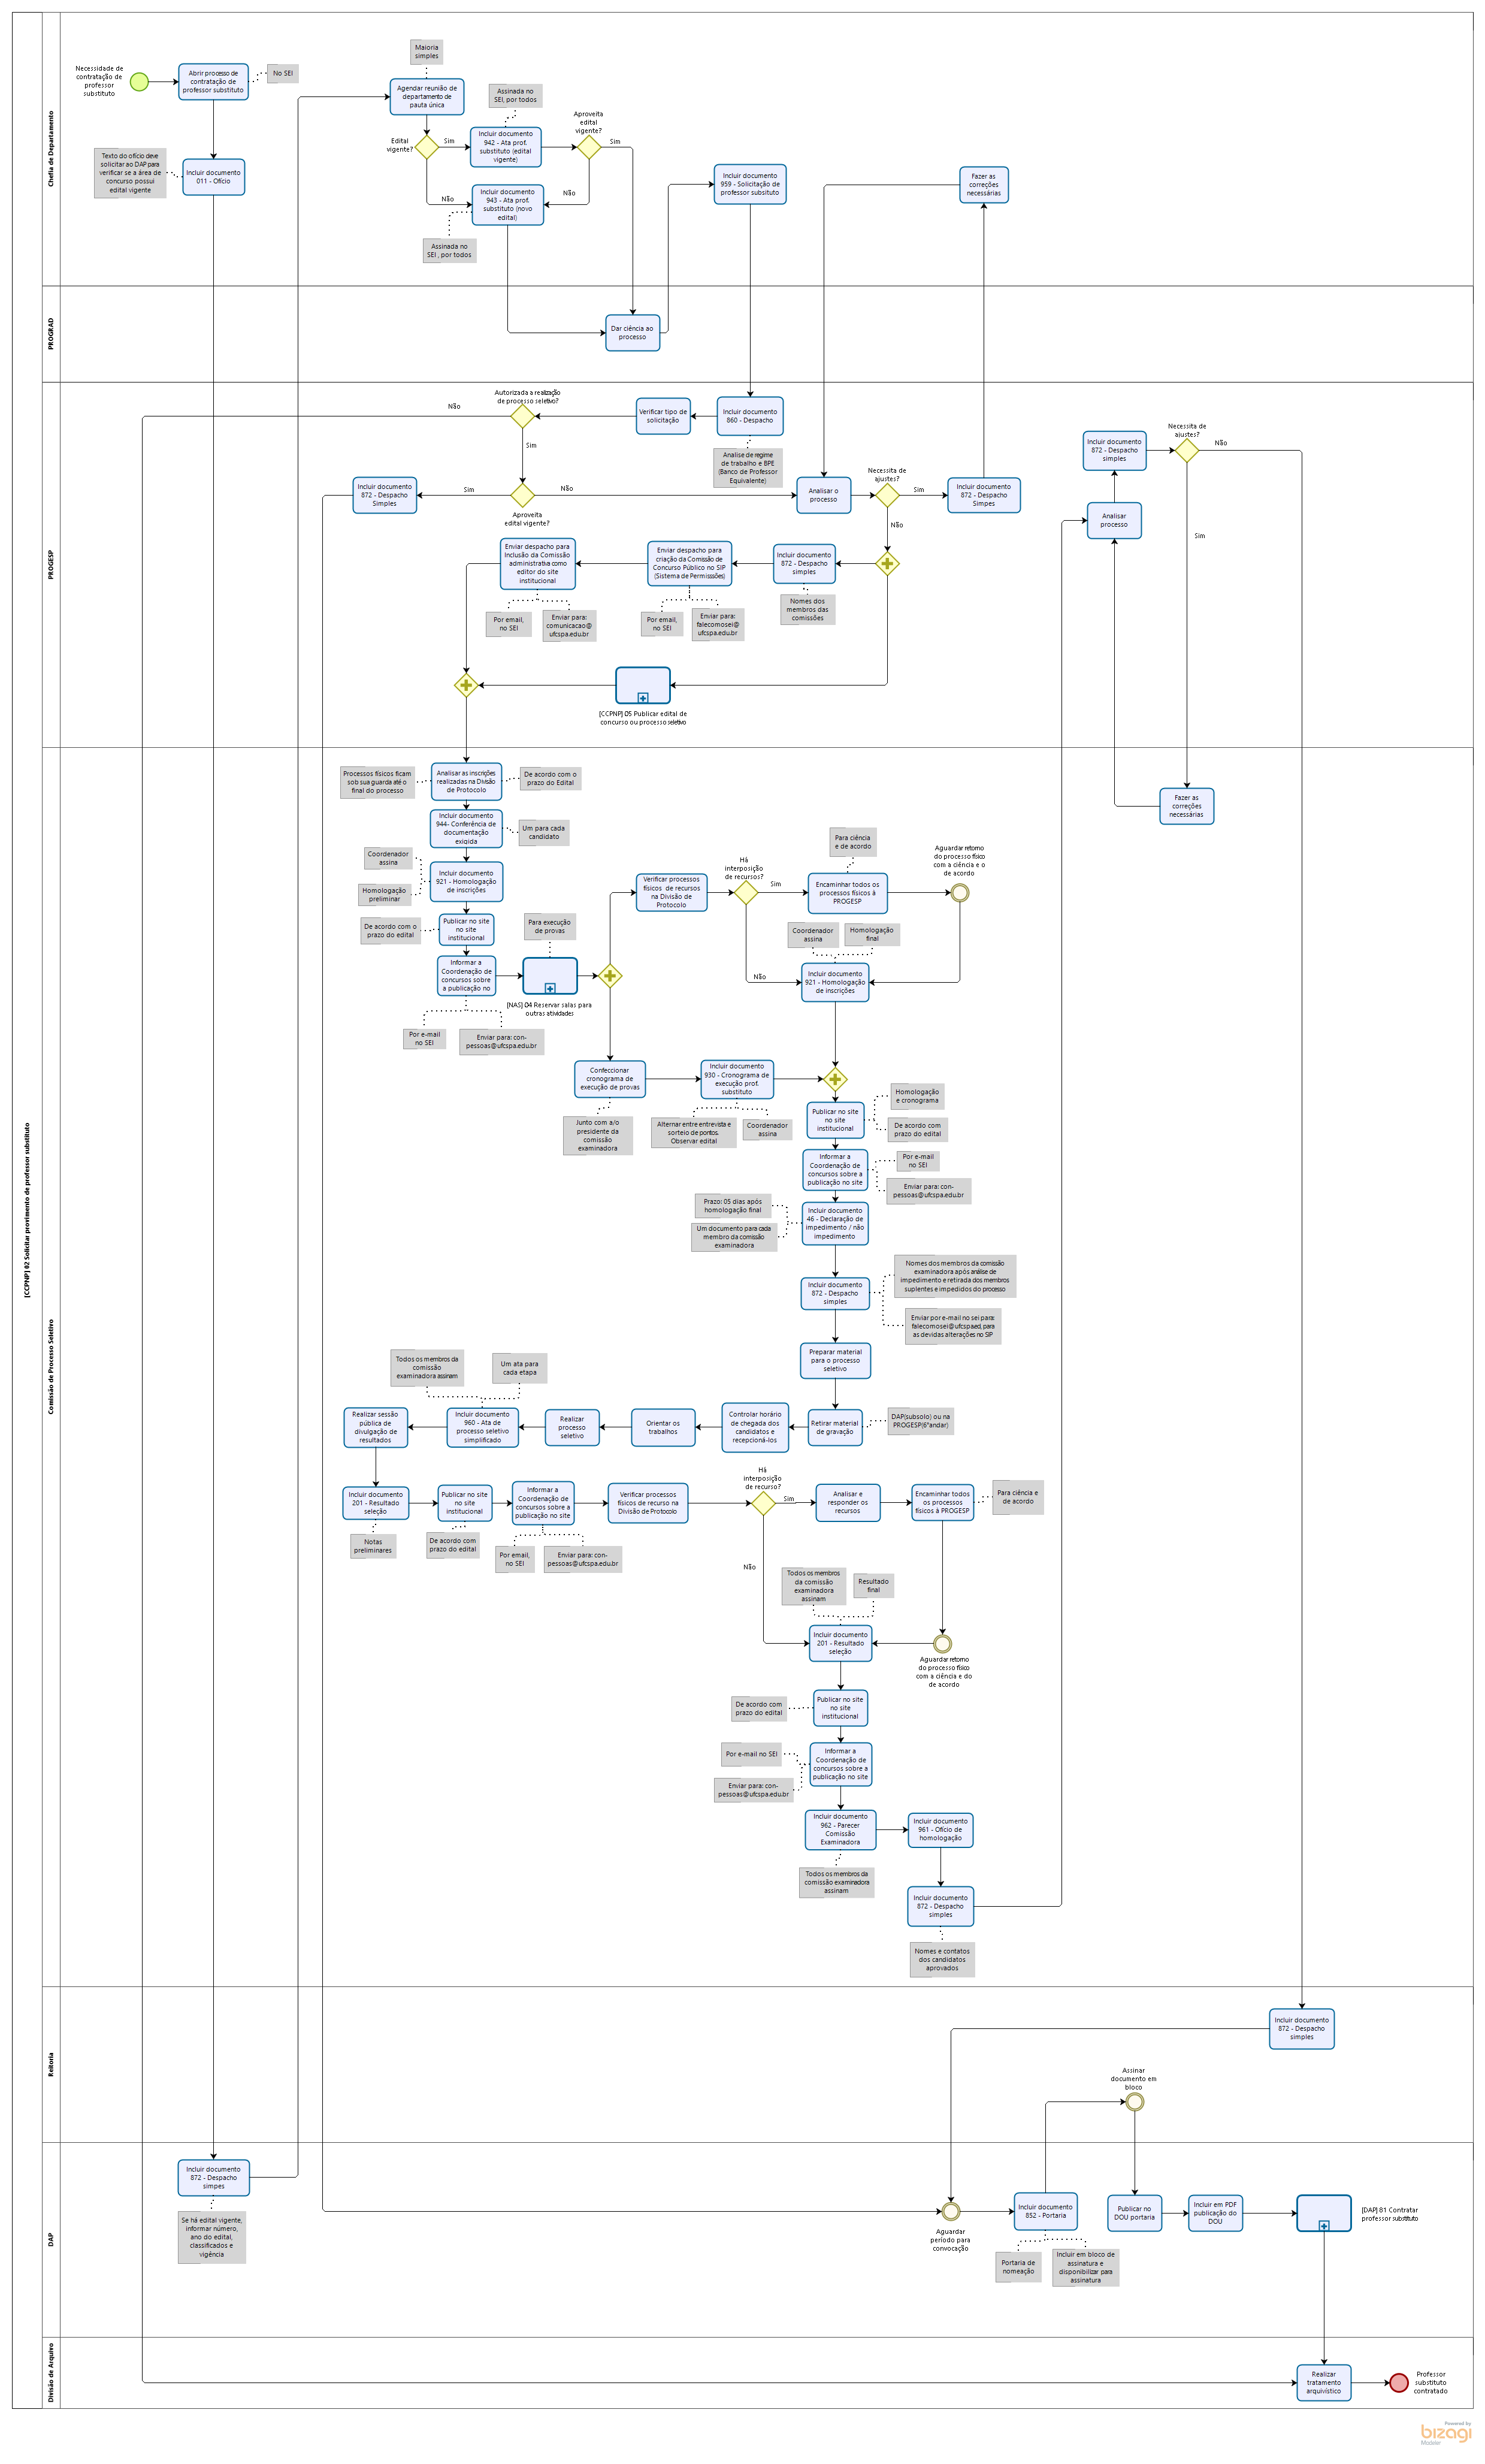 [CCPNP] 02 Solicitar provimento de professor substituto
Chefia de Departamento
Necessidade de
contratação de
professor
substituto
Abrir processo de
contratação de
professor substituto
No SEI
Texto do ofício deve
solicitar ao DAP para
verificar se a área de
concurso possui
edital vigente
Incluir documento
011 - Ofício
Maioria
simples
Agendar reunião de
departamento de
pauta única
Edital
vigente?
Sim
Não
Assinada no
SEI, por todos
Incluir documento
942 - Ata prof.
substituto (edital
vigente)
Aproveita
edital
vigente?
Sim
Não
Incluir documento
943 - Ata prof.
substituto (novo
edital)
Assinada no
SEI , por todos
Incluir documento
959 - Solicitação de
professor subsituto
Fazer as
correções
necessárias
PROGRAD
Dar ciência ao
processo
PROGESP
Autorizada a realização
de processo seletivo?
Não
Sim
Verificar tipo de
solicitação
Incluir documento
860 - Despacho
Analise de regime
de trabalho e BPE
(Banco de Professor
Equivalente)
Incluir documento
872 - Despacho
Simples
Sim
Aproveita
edital vigente?
Não
Analisar o
processo
Necessita de
ajustes?
Sim
Não
Incluir documento
872 - Despacho
Simpes
Incluir documento
872 - Despacho
simples
Necessita de
ajustes?
Não
Sim
Analisar
processo
Enviar despacho para
Inclusão da Comissão
administrativa como
editor do site
institucional
Por email,
no SEI
Enviar para:
comunicacao@
ufcspa.edu.br
Enviar despacho para
criação da Comissão de
Concurso Público no SIP
(Sistema de Permisssões)
Por email,
no SEI
Enviar para:
falecomosei@
ufcspa.edu.br
Incluir documento
872 - Despacho
simples
Nomes dos
membros das
comissões
[CCPNP] 05 Publicar edital de
concurso ou processo seletivo
Comissão de Processo Seletivo
Processos físicos ficam
sob sua guarda até o
final do processo
Analisar as inscrições
realizadas na Divisão
de Protocolo
De acordo com o
prazo do Edital
Fazer as
correções
necessárias
Incluir documento
944- Conferência de
documentação
exigida
Um para cada
candidato
Coordenador
assina
Homologação
preliminar
Incluir documento
921 - Homologação
de inscrições
De acordo com o
prazo do edital
Publicar no site
no site
institucional
Informar a
Coordenação de
concursos sobre
a publicação no
Por e-mail
no SEI
Enviar para: con-
pessoas@ufcspa.edu.br
Para execução
de provas
[NAS] 04 Reservar salas para
outras atividades
Verificar processos
físicos de recursos
na Divisão de
Protocolo
Há
interposição
de recursos?
Sim
Não
Para ciência
e de acordo
Encaminhar todos os
processos físicos à
PROGESP
Aguardar retorno
do processo físico
com a ciência e o
de acordo
Coordenador
assina
Homologação
final
Incluir documento
921 - Homologação
de inscrições
Confeccionar
cronograma de
execução de provas
Junto com a/o
presidente da
comissão
examinadora
Incluir documento
930 - Cronograma de
execução prof.
substituto
Alternar entre entrevista e
sorteio de pontos.
Observar edital
Coordenador
assina
Publicar no site
no site
institucional
Homologação
e cronograma
De acordo com
prazo do edital
Informar a
Coordenação de
concursos sobre a
publicação no site
Por e-mail
no SEI
Enviar para: con-
pessoas@ufcspa.edu.br
Prazo: 05 dias após
homologação final
Um documento para cada
membro da comissão
examinadora
Incluir documento
46 - Declaração de
impedimento / não
impedimento
Incluir documento
872 - Despacho
simples
Nomes dos membros da comissão
examinadora após análise de
impedimento e retirada dos membros
suplentes e impedidos do processo
Enviar por e-mail no sei para:
falecomosei@ufcspa.ed, para
as devidas alterações no SIP
Preparar material
para o processo
seletivo
Retirar material
de gravação
DAP(subsolo) ou na
PROGESP(6°andar)
Controlar horário
de chegada dos
candidatos e
recepcioná-los
Orientar os
trabalhos
Realizar
processo
seletivo
Todos os membros da
comissão
examinadora assinam
Um ata para
cada etapa
Incluir documento
960 - Ata de
processo seletivo
simplificado
Realizar sessão
pública de
divulgação de
resultados
Incluir documento
201 - Resultado
seleção
Notas
preliminares
Publicar no site
no site
institucional
De acordo com
prazo do edital
Informar a
Coordenação de
concursos sobre a
publicação no site
Por email,
no SEI
Enviar para: con-
pessoas@ufcspa.edu.br
Verificar processos
físicos de recurso na
Divisão de Protocolo
Há
interposição
de recurso?
Sim
Não
Analisar e
responder os
recursos
Encaminhar todos
os processos
físicos à PROGESP
Para ciência e
de acordo
Todos os membros
da comissão
examinadora
assinam
Resultado
final
Incluir documento
201 - Resultado
seleção
Aguardar retorno
do processo físico
com a ciência e do
de acordo
De acordo com
prazo do edital
Publicar no site
no site
institucional
Por e-mail no SEI
Enviar para: con-
pessoas@ufcspa.edu.br
Informar a
Coordenação de
concursos sobre a
publicação no site
Incluir documento
962 - Parecer
Comissão
Examinadora
Todos os membros da
comissão examinadora
assinam
Incluir documento
961 - Ofício de
homologação
Incluir documento
872 - Despacho
simples
Nomes e contatos
dos candidatos
aprovados
Reitoria
Incluir documento
872 - Despacho
simples
Assinar
documento em
bloco
DAP
Incluir documento
872 - Despacho
simpes
Se há edital vigente,
informar número,
ano do edital,
classificados e
vigência
Aguardar
período para
convocação
Incluir documento
852 - Portaria
Portaria de
nomeação
Incluir em bloco de
assinatura e
disponibilizar para
assinatura
Publicar no
DOU portaria
Incluir em PDF
publicação do
DOU
[DAP] 81 Contratar
professor substituto
Divisão de Arquivo
Realizar
tratamento
arquivístico
Professor
substituto
contratado
Powered by
bizagi
Modeler